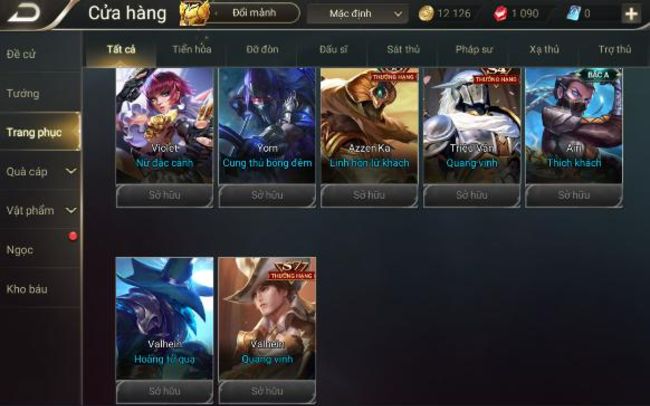 Cửa hàng
Đổi mảnh
Mặc định
12 126
1 090
0
Đề cử
Tướng
Trang phục
Quà cáp
Vật phẩm
Ngọc
Kho báu
Tất cả
Tiến hóa
Đỡ đòn
Đấu sĩ
Sát thủ
Pháp sư
Xạ thủ
Trợ thủ
Violet
Nữ đặc cảnh
Sở hữu
Yorn
Cung thủ bóng đêm
Sở hữu
THƯỞNG HẠNG
Azzen'Ka
Linh hồn lữ khách
Sở hữu
S4
THƯỞNG HẠNG
Triệu Vân
Quang vinh
Sở hữu
BẬC A
Airi
Thích khách
Sở hữu
Valhein
Hoàng tử quạ
Sở hữu
THƯỞNG HẠNG
Valhein
Quang vinh
Sở hữu